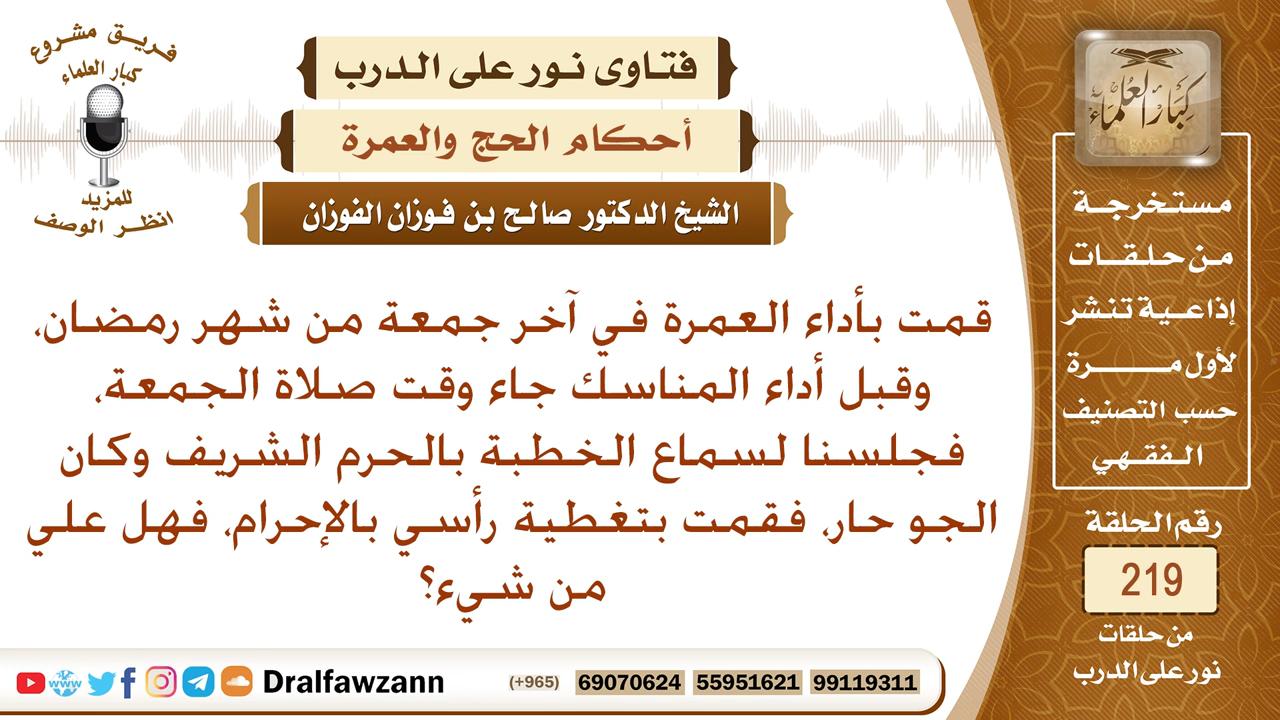 فريق مشروع
كبار العلماء
للمزيد
انظر الوصف
فتاوى نور على الدرب
أحكام الحج والعمرة
الشيخ الدكتور صالح بن فوزان الفوزان
قمت بأداء العمرة في آخر جمعة من شهر رمضان،
وقبل أداء المناسك جاء وقت صلاة الجمعة،
فجلسنا لسماع الخطبة بالحرم الشريف وكان
الجو حار، فقمت بتغطية رأسي بالإحرام، فهل علي
من شيء؟
كبار العلماء
مستخرجة
من حلقات
إذاعية تنشر
لأول مرة
حسب التصنيف
الفقهي
رقم الحلقة
219
من حلقات
نور على الدرب
www Dralfawzann (+965) 69070624 55951621 99119311